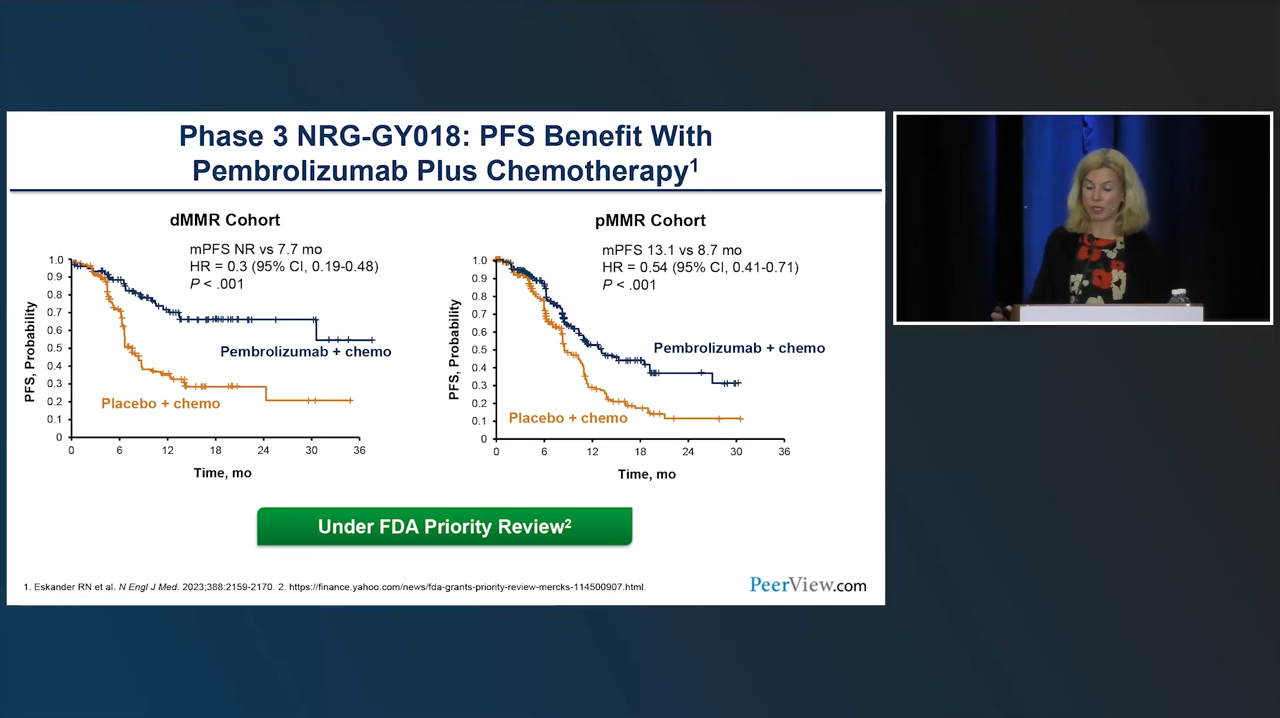 Phase 3 NRG-GY018: PFS Benefit With
Pembrolizumab Plus Chemotherapy1
dMMR Cohort
mPFS NR vs 7.7 mo
HR = 0.3 (95% CI, 0.19-0.48)
P < .001
PFS, Probability
1.0
0.9
0.8
0.7
0.6
0.5
0.4
0.3
0.2
0.1
0
Pembrolizumab + chemo
Placebo + chemo
0 6 12 18 24 30 36
Time, mo
pMMR Cohort
mPFS 13.1 vs 8.7 mo
HR = 0.54 (95% CI, 0.41-0.71)
P < .001
PFS, Probability
1.0
0.9
0.8
0.7
0.6
0.5
0.4
0.3
0.2
0.1
0
Pembrolizumab + chemo
Placebo + chemo
0 6 12 18 24 30 36
Time, mo
Under FDA Priority Review2
1. Eskander RN et al. N Engl J Med. 2023;388:2159-2170. 2. https://finance.yahoo.com/news/fda-grants-priority-review-mercks-114500907.html.
PeerView.com